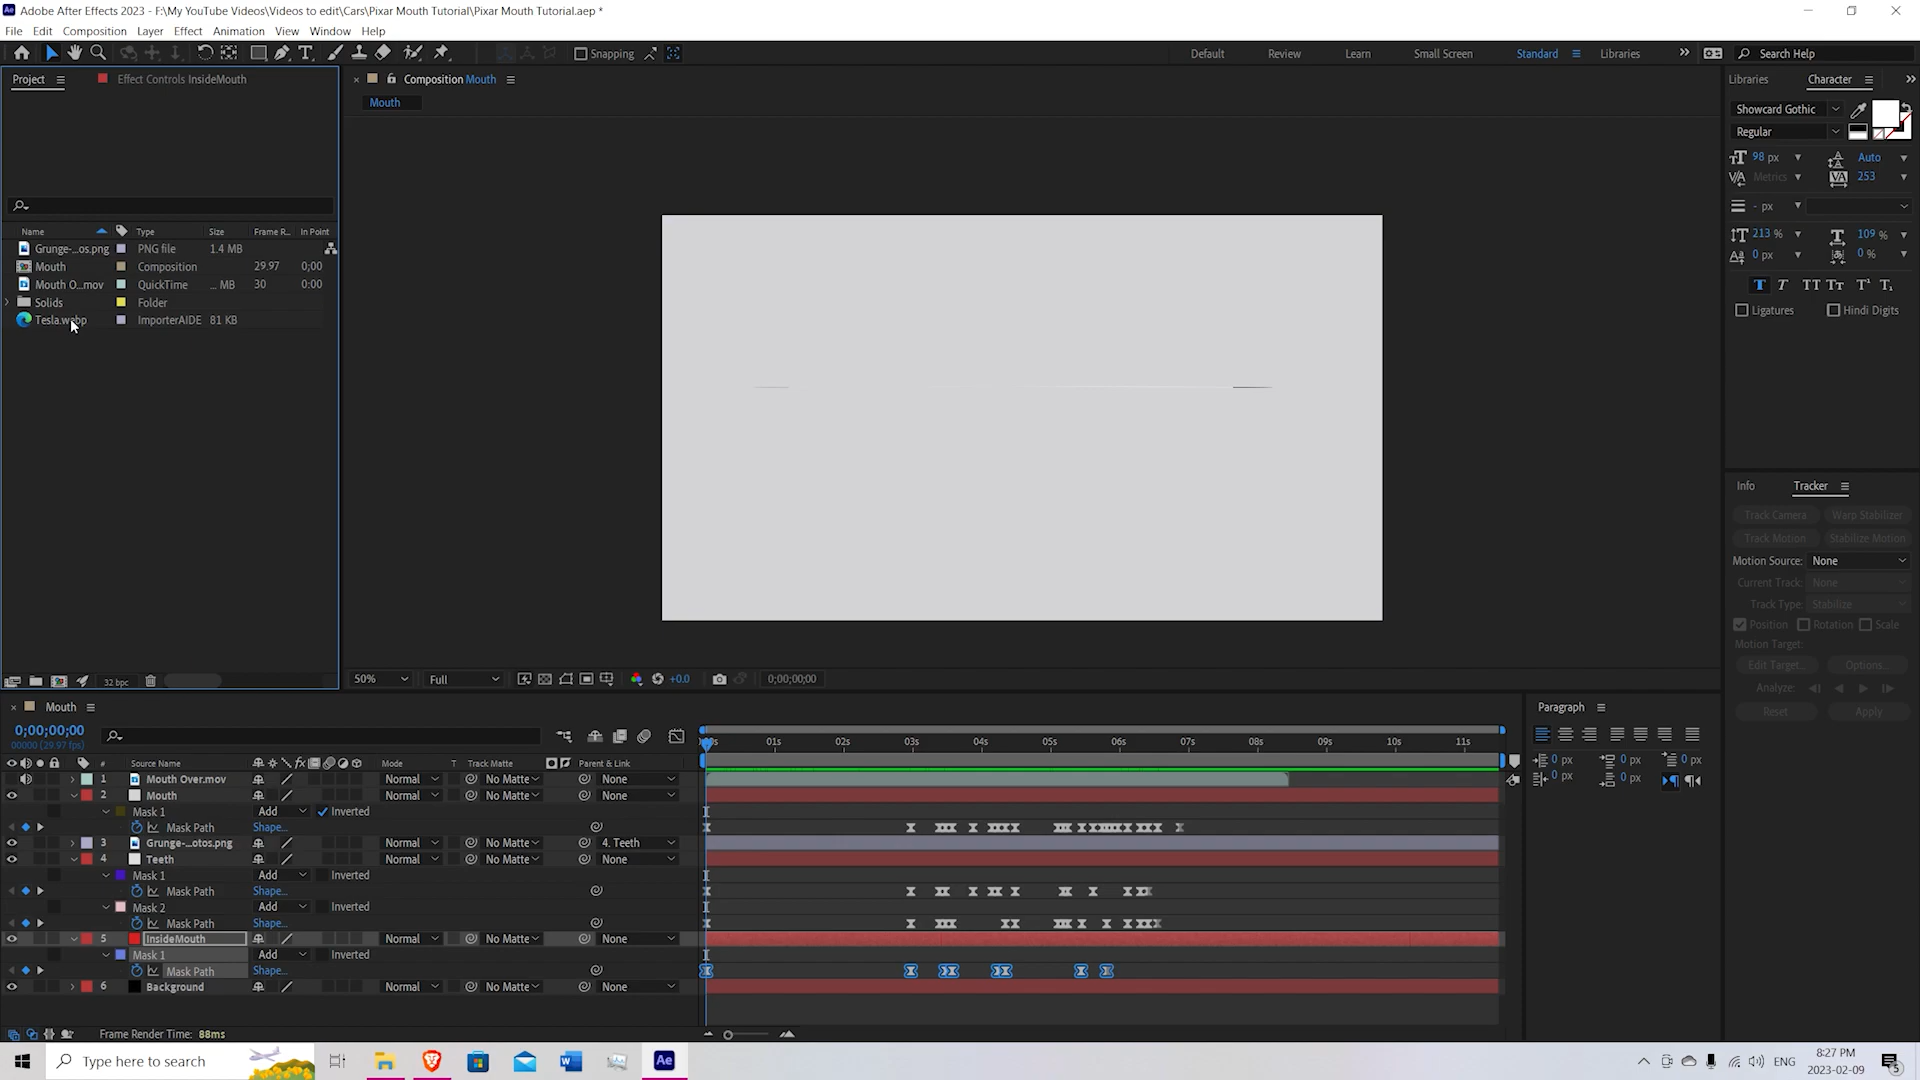 Adobe After Effects 2023 - F:\My YouTube Videos\Videos to edit\Cars\Pixar Mouth Tutorial\Pixar Mouth Tutorial.aep *
File Edit Composition Layer Effect Animation View Window Help
Snapping Default Review Learn Small Screen Standard Libraries Search Help
Project Effect Controls InsideMouth Composition Mouth Libraries Character
Mouth
Showcard Gothic
Regular
98 px Auto
Metrics 253
- px
213 % 109 %
0 px 0 %
Ligatures Hindi Digits
Name Type Size Frame R... In Point
Grunge-...os.png PNG file 1.4 MB
Mouth Composition 29.97 0;00
Mouth O...mov QuickTime ... MB 30 0:00
Solids Folder
Tesla.webp ImporterAIDE 81 KB
Info Tracker
Track Camera Warp Stabilizer
Track Motion Stabilize Motion
Motion Source: None
Current Track: None
Track Type: Stabilize
Position Rotation Scale
Motion Target:
Edit Target... Options...
Analyze:
Reset Apply
32 bpc 50% Full +0.0 0;00;00;00
Mouth Paragraph
0;00;00;00
00000 (29.97 fps)
01s 02s 03s 04s 05s 06s 07s 08s 09s 10s 11s
0 px 0 px 0 px
0 px 0 px
# Source Name Mode T Track Matte Parent & Link
1 Mouth Over.mov Normal No Matte None
2 Mouth Normal No Matte None
Mask 1 Add Inverted
Mask Path Shape...
3 Grunge-...otos.png Normal No Matte 4. Teeth
4 Teeth Normal No Matte None
Mask 1 Add Inverted
Mask Path Shape...
Mask 2 Add Inverted
Mask Path Shape...
5 InsideMouth Normal No Matte None
Mask 1 Add Inverted
Mask Path Shape...
6 Background Normal No Matte None
Frame Render Time: 88ms
Type here to search
ENG
8:27 PM
2023-02-09